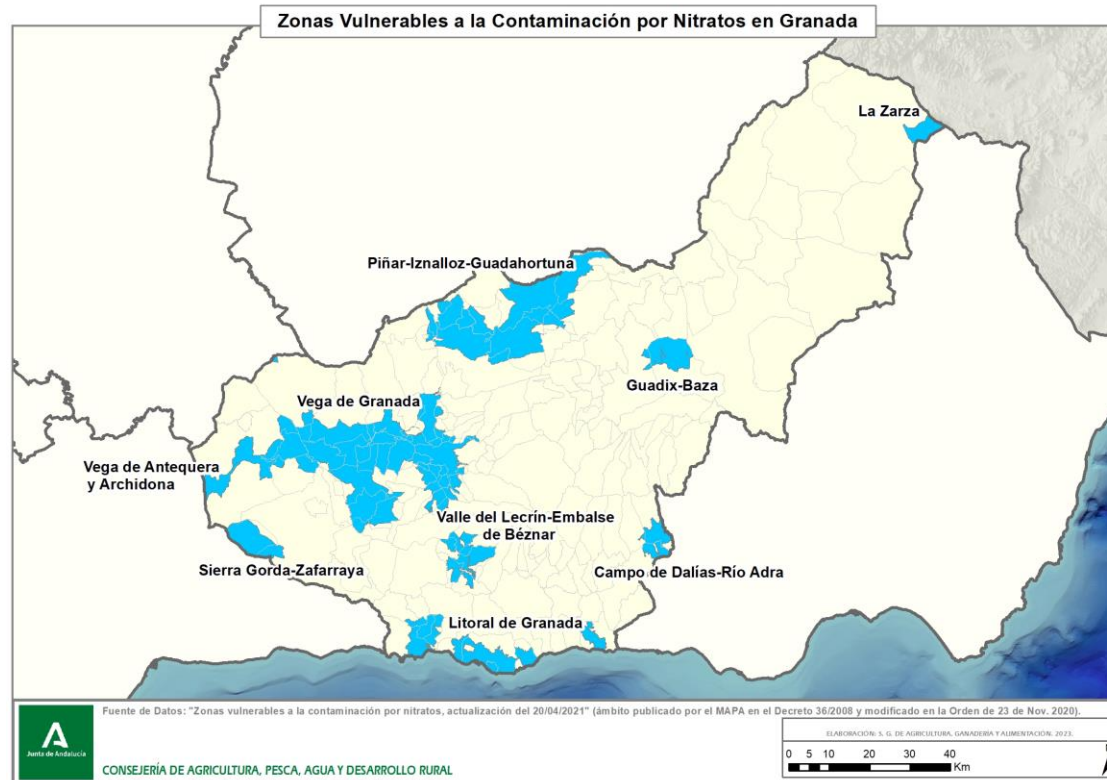 Zonas Vulnerables a la Contaminación por Nitratos en Granada
La Zarza
Piñar-Iznalloz-Guadahortuna
Guadix-Baza
Vega de Granada
Vega de Antequera
y Archidona
Valle del Lecrín-Embalse
de Béznar
Sierra Gorda-Zafarraya
Campo de Dalías-Río Adra
Litoral de Granada
Fuente de Datos: "Zonas vulnerables a la contaminación por nitratos, actualización del 20/04/2021" (ámbito publicado por el MAPA en el Decreto 36/2008 y modificado en la Orden de 23 de Nov. 2020).
ELABORACIÓN: S. G. DE AGRICULTURA, GANADERÍA Y ALIMENTACIÓN. 2023.
0 5 10 20 30 40
Km
Junta de Andalucía
CONSEJERÍA DE AGRICULTURA, PESCA, AGUA Y DESARROLLO RURAL